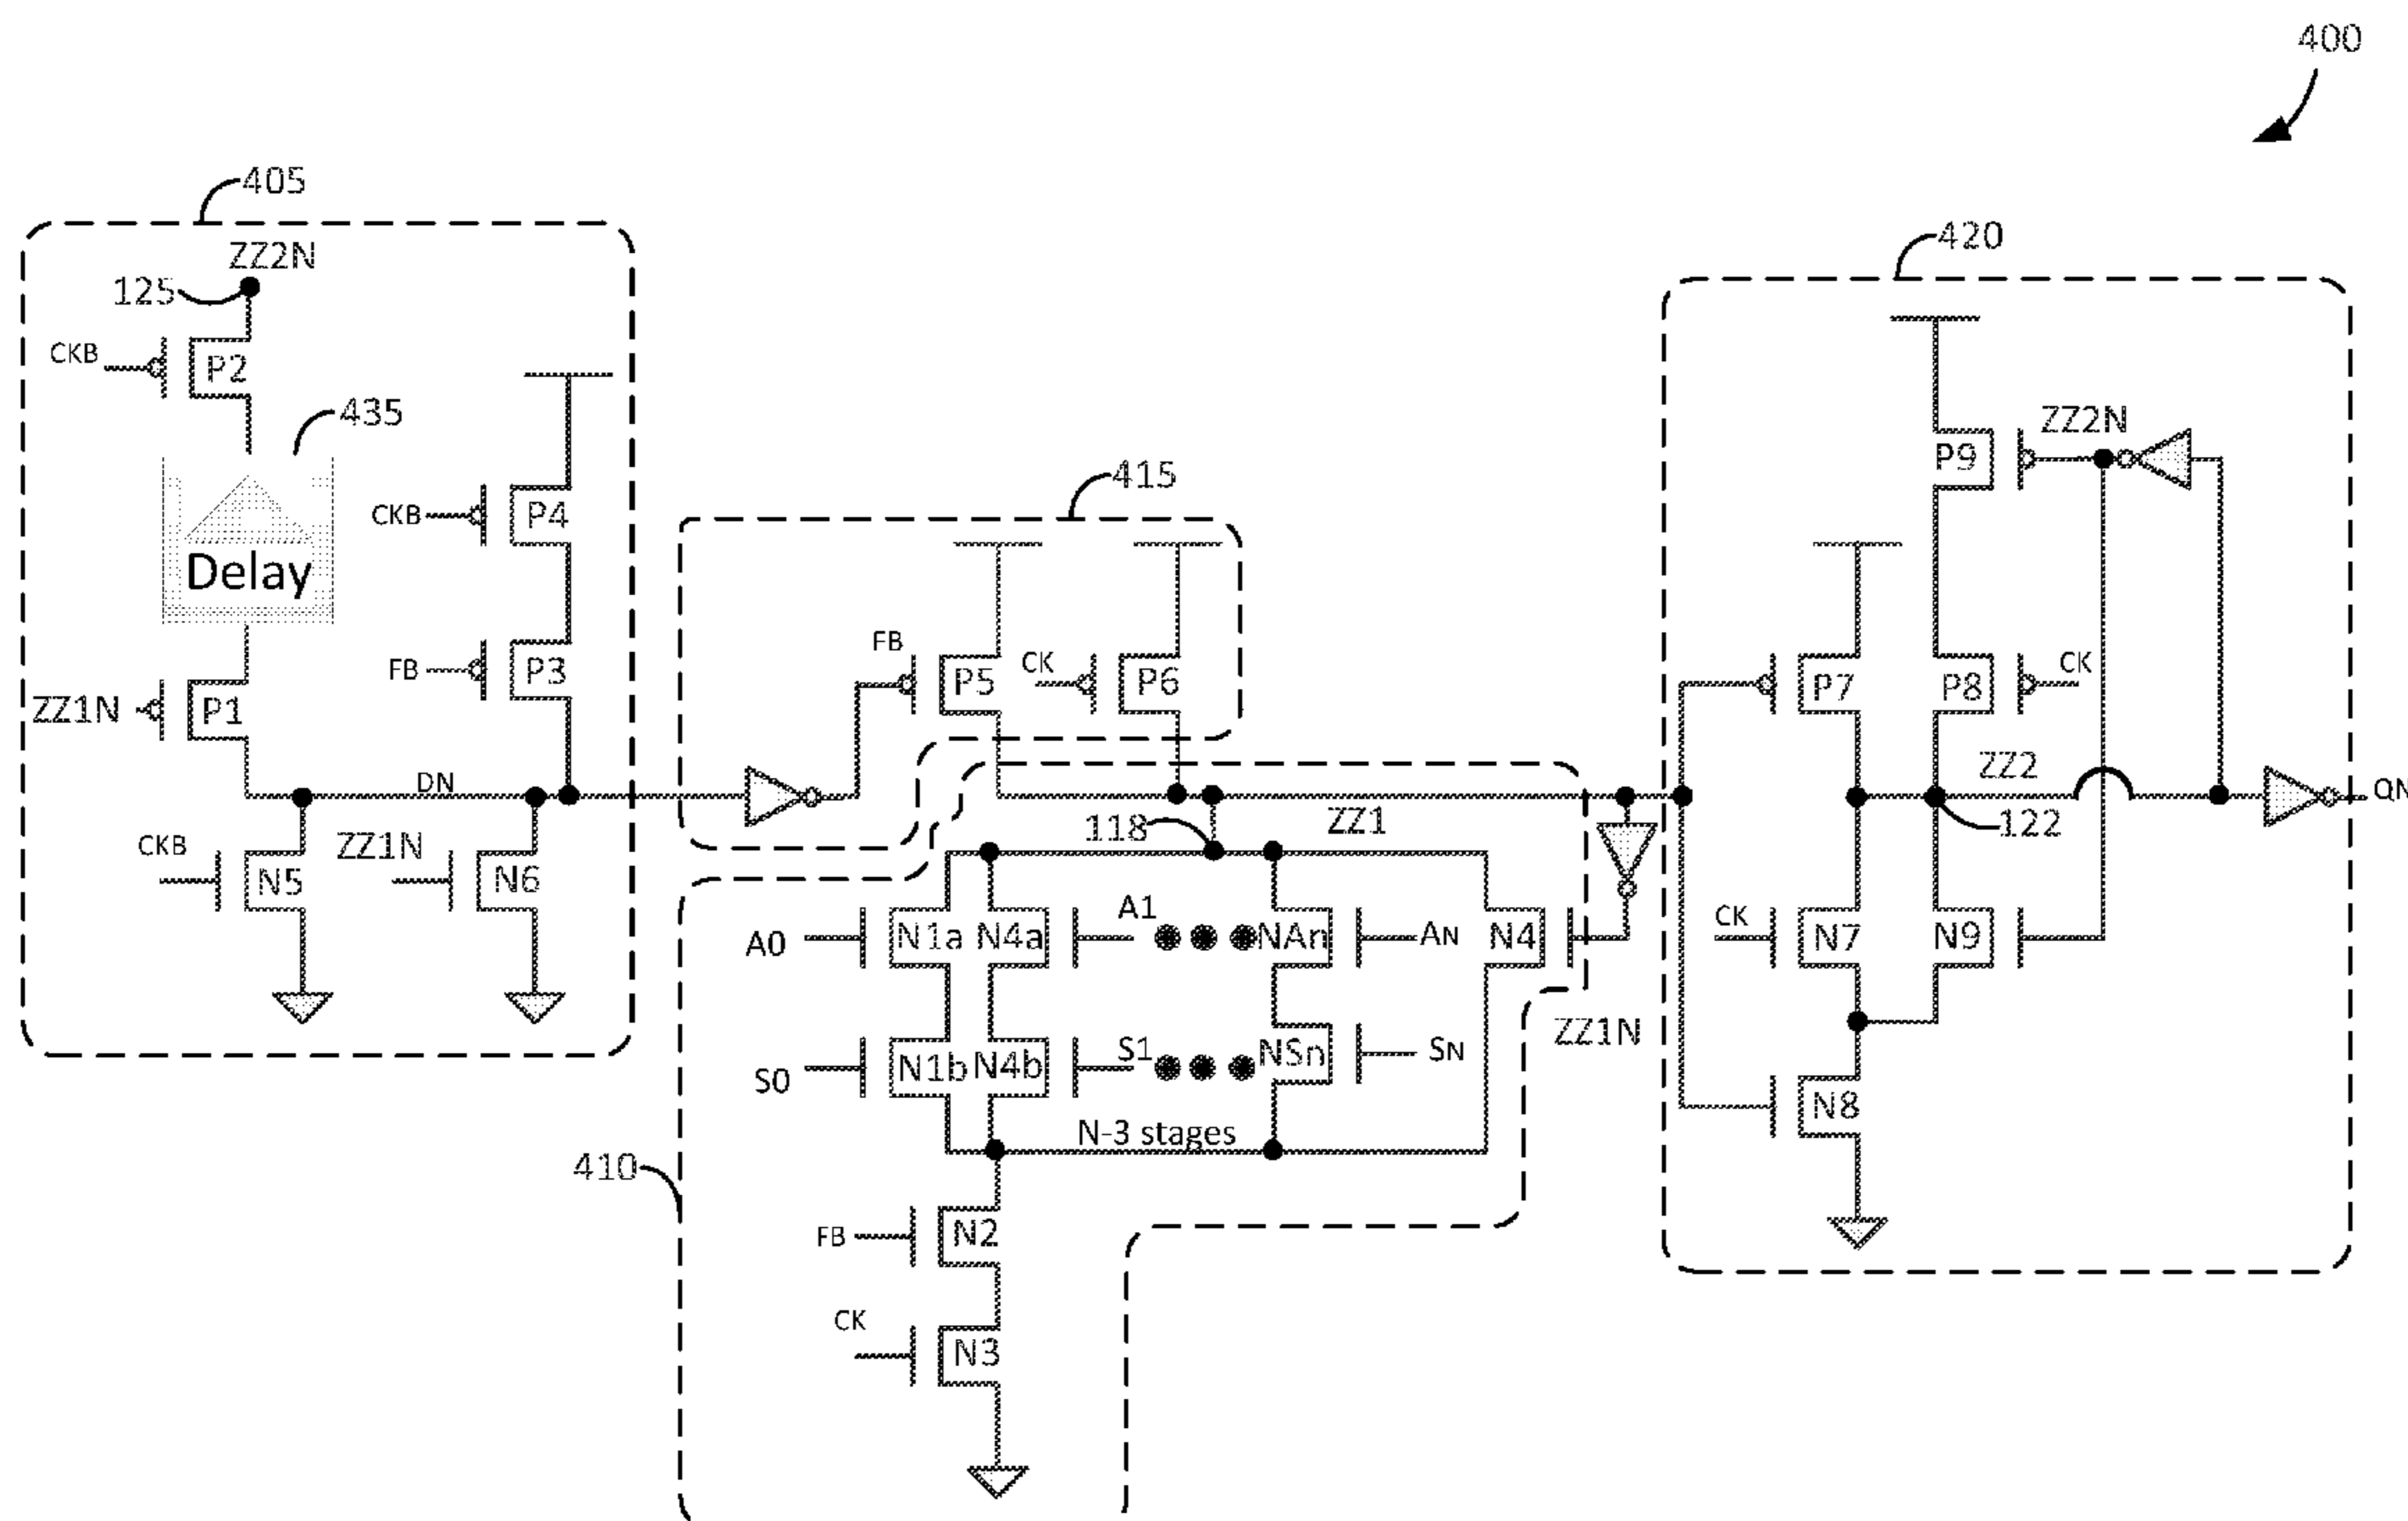 400
405
ZZ2N
125
CKB
P2
435
Delay
CKB
P4
FB
P3
ZZ1N
P1
DN
CKB
N5
ZZ1N
N6
415
FB
P5
CK
P6
ZZ1
118
A0
N1a
N4a
A1
NAn
AN
N4
S0
N1b
N4b
S1
NSn
SN
ZZ1N
N-3 stages
410
FB
N2
CK
N3
420
P9
ZZ2N
P7
P8
CK
ZZ2
122
QN
CK
N7
N9
N8